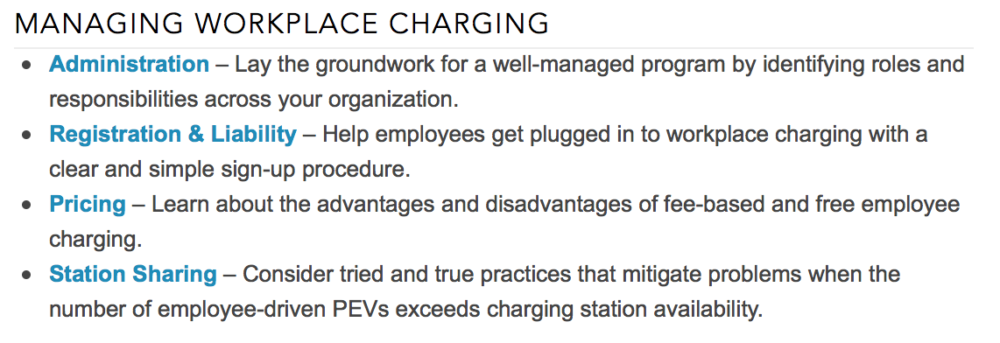 MANAGING WORKPLACE CHARGING
• Administration – Lay the groundwork for a well-managed program by identifying roles and
responsibilities across your organization.
• Registration & Liability – Help employees get plugged in to workplace charging with a
clear and simple sign-up procedure.
• Pricing – Learn about the advantages and disadvantages of fee-based and free employee
charging.
• Station Sharing – Consider tried and true practices that mitigate problems when the
number of employee-driven PEVs exceeds charging station availability.